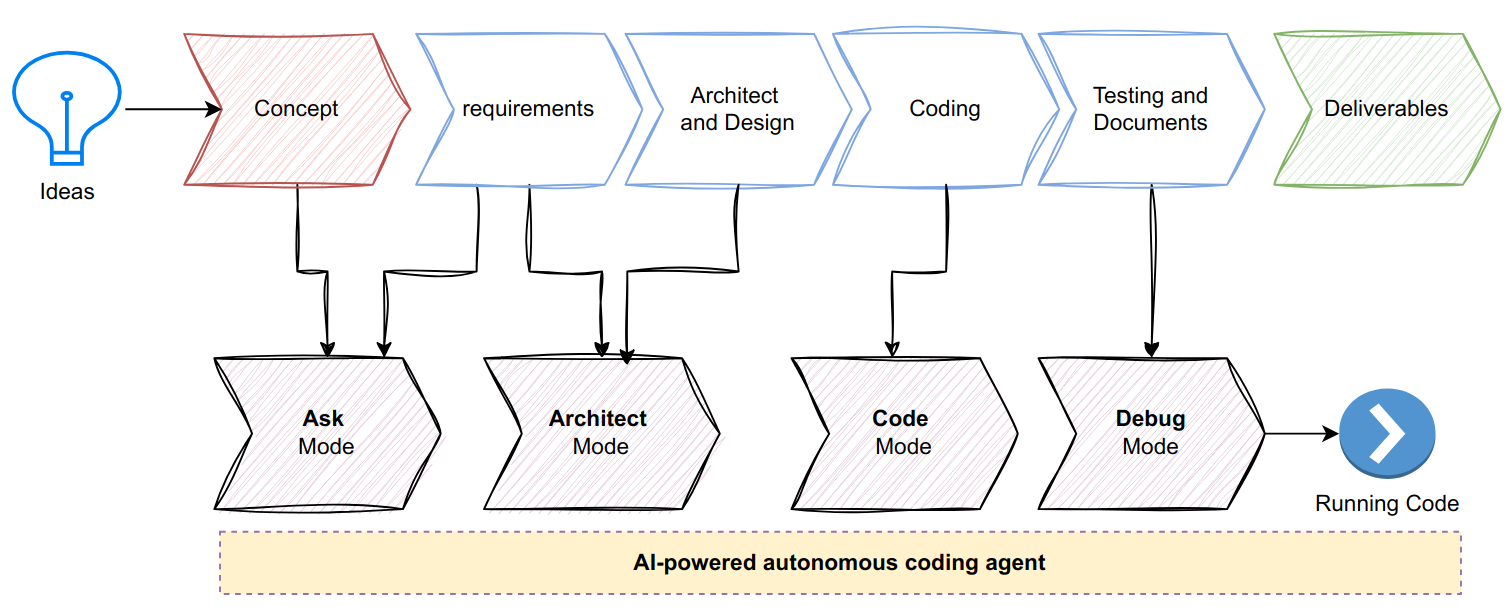 Ideas
Concept
requirements
Architect
and Design
Coding
Testing and
Documents
Deliverables
Ask
Mode
Architect
Mode
Code
Mode
Debug
Mode
Running Code
AI-powered autonomous coding agent